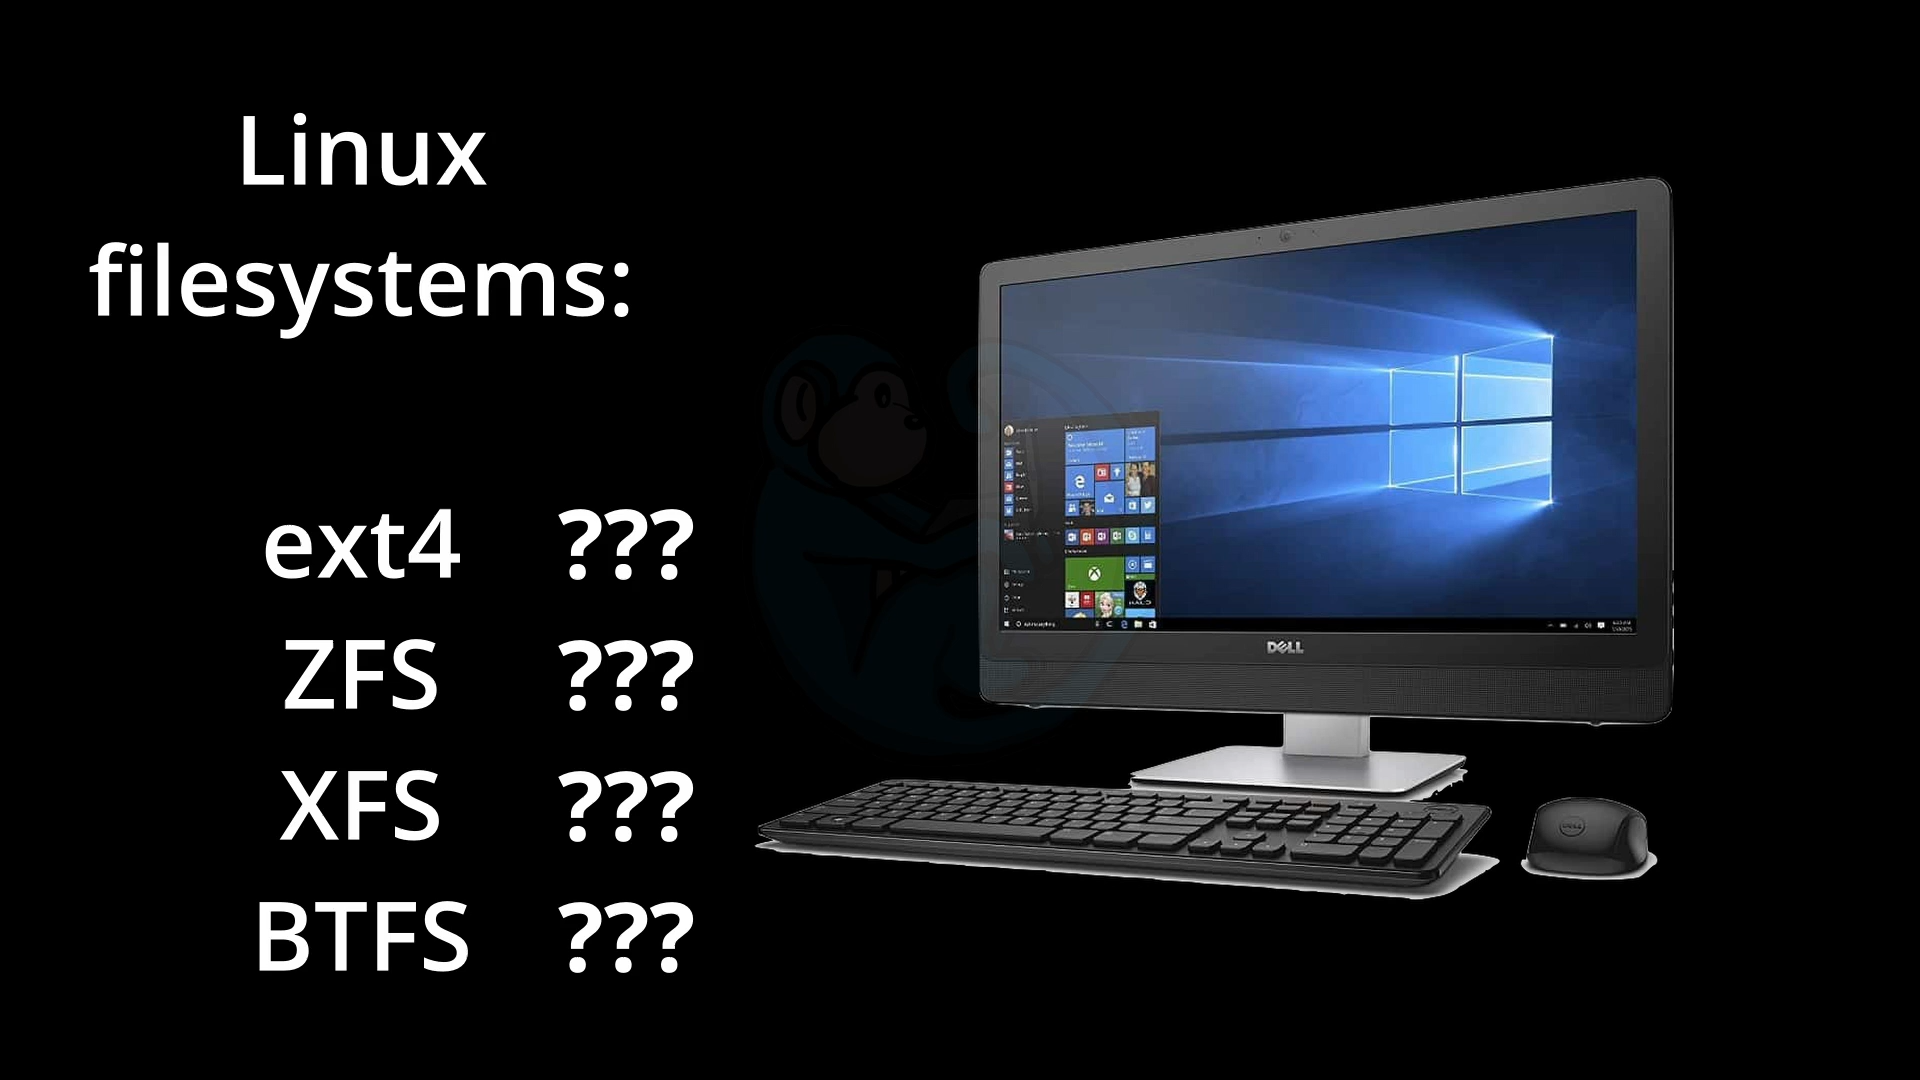 Linux
filesystems:
ext4 ???
ZFS ???
XFS ???
BTFS ???
DELL